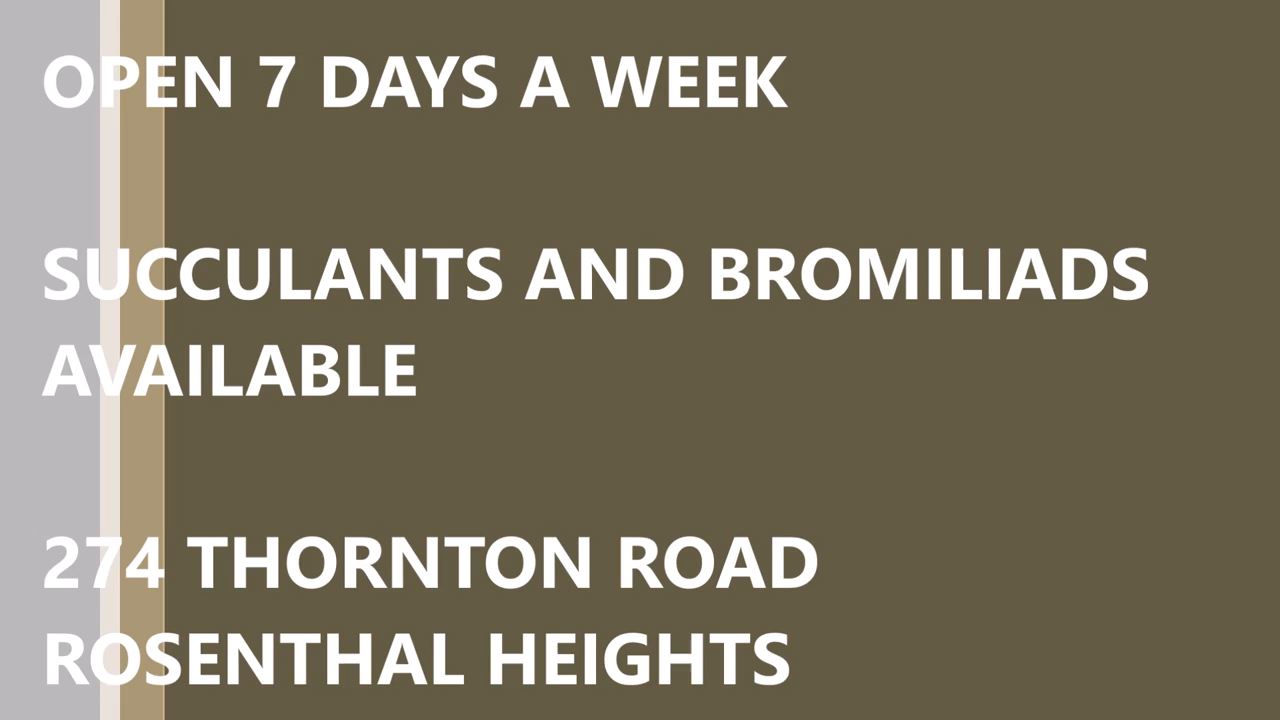 OPEN 7 DAYS A WEEK
SUCCULANTS AND BROMILIADS
AVAILABLE
274 THORNTON ROAD
ROSENTHAL HEIGHTS